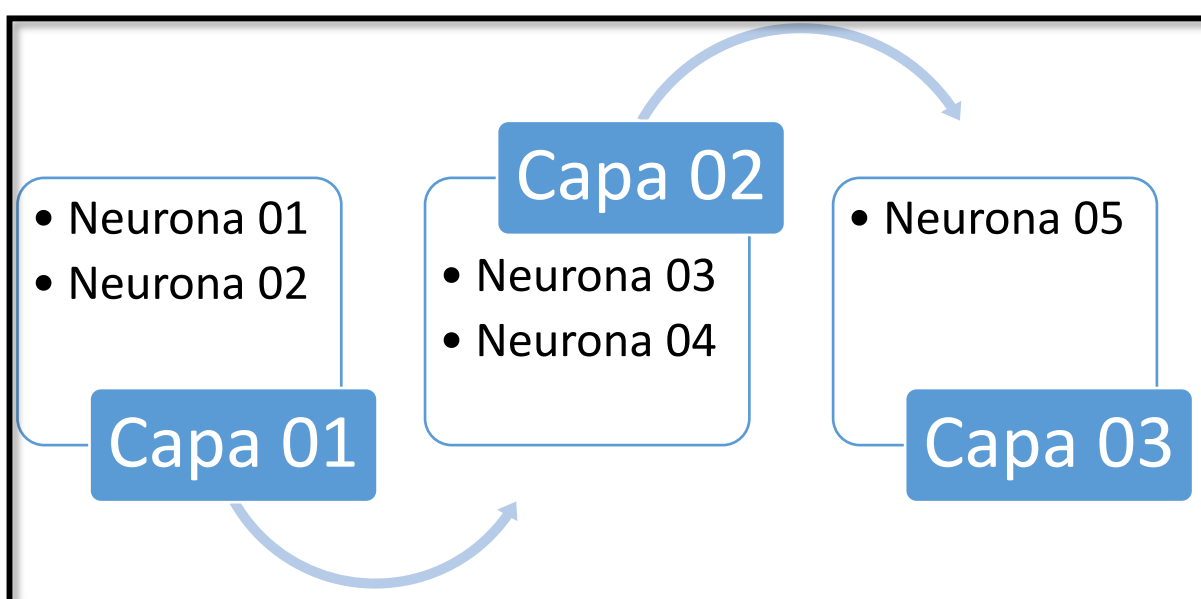 • Neurona 01
• Neurona 02
Capa 01
Capa 02
• Neurona 03
• Neurona 04
• Neurona 05
Capa 03